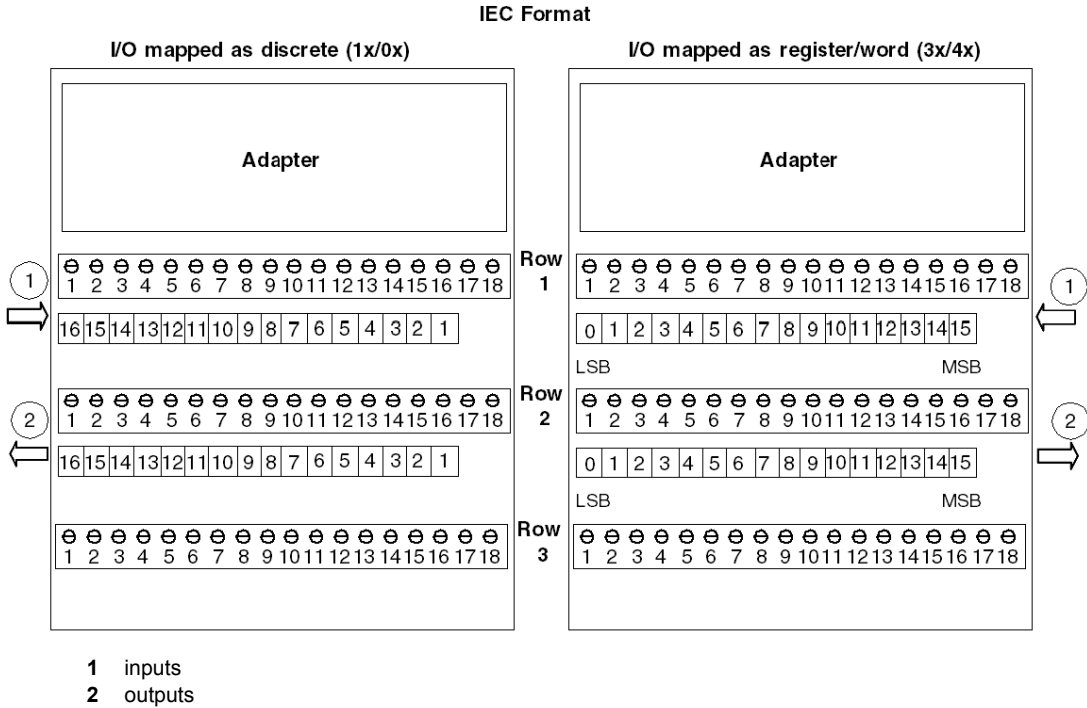 IEC Format
I/O mapped as discrete (1x/0x)
I/O mapped as register/word (3x/4x)
Adapter
Adapter
1
1 2 3 4 5 6 7 8 9 10 11 12 13 14 15 16 17 18
Row 1
1 2 3 4 5 6 7 8 9 10 11 12 13 14 15 16 17 18
1
16 15 14 13 12 11 10 9 8 7 6 5 4 3 2 1
0 1 2 3 4 5 6 7 8 9 10 11 12 13 14 15
LSB MSB
2
1 2 3 4 5 6 7 8 9 10 11 12 13 14 15 16 17 18
Row 2
1 2 3 4 5 6 7 8 9 10 11 12 13 14 15 16 17 18
2
16 15 14 13 12 11 10 9 8 7 6 5 4 3 2 1
0 1 2 3 4 5 6 7 8 9 10 11 12 13 14 15
LSB MSB
1 2 3 4 5 6 7 8 9 10 11 12 13 14 15 16 17 18
Row 3
1 2 3 4 5 6 7 8 9 10 11 12 13 14 15 16 17 18
1 inputs
2 outputs